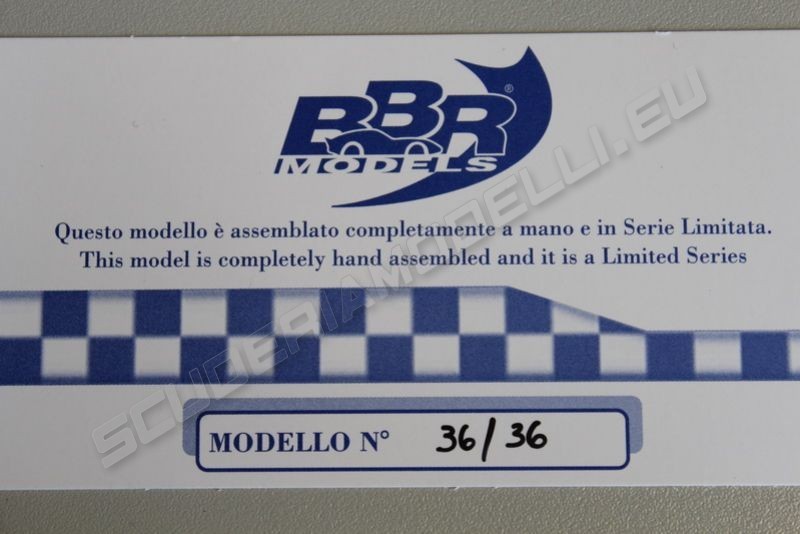 BBR®
MODELS
Questo modello è assemblato completamente a mano e in Serie Limitata.
This model is completely hand assembled and it is a Limited Series
MODELLO N° 36/36
SCUDERIAMODELLI.EU